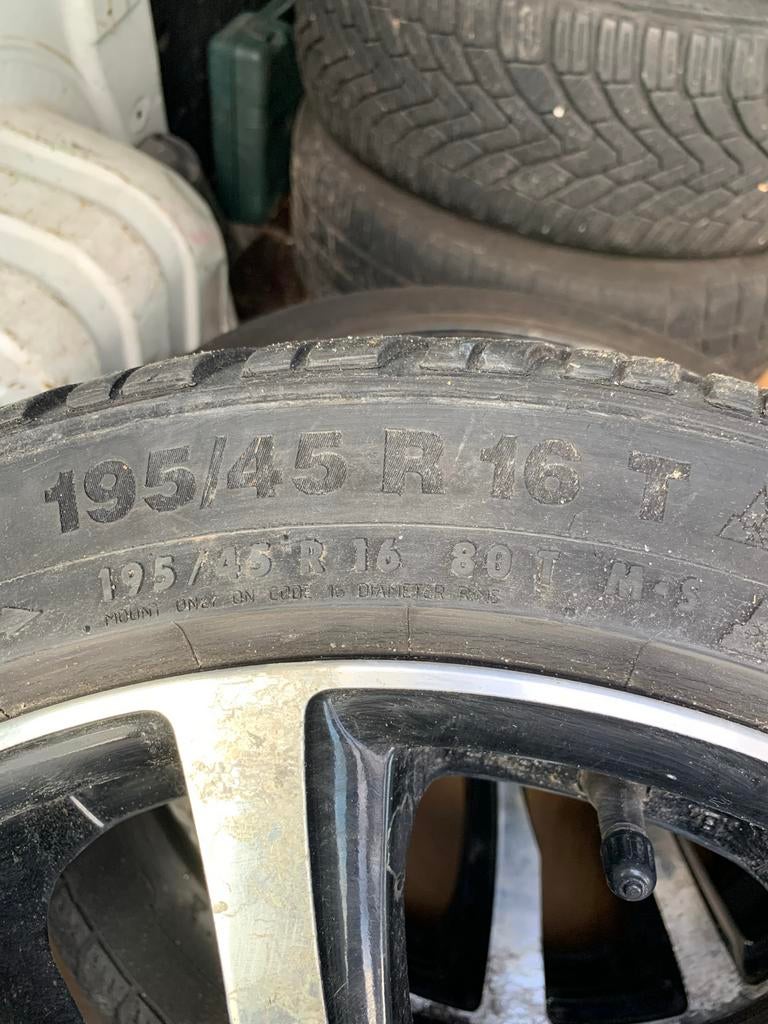 195/45 R 16 T
195/45 R 16 80 T M+S
MOUNT ONLY ON CODE 16 DIAMETER RIMS